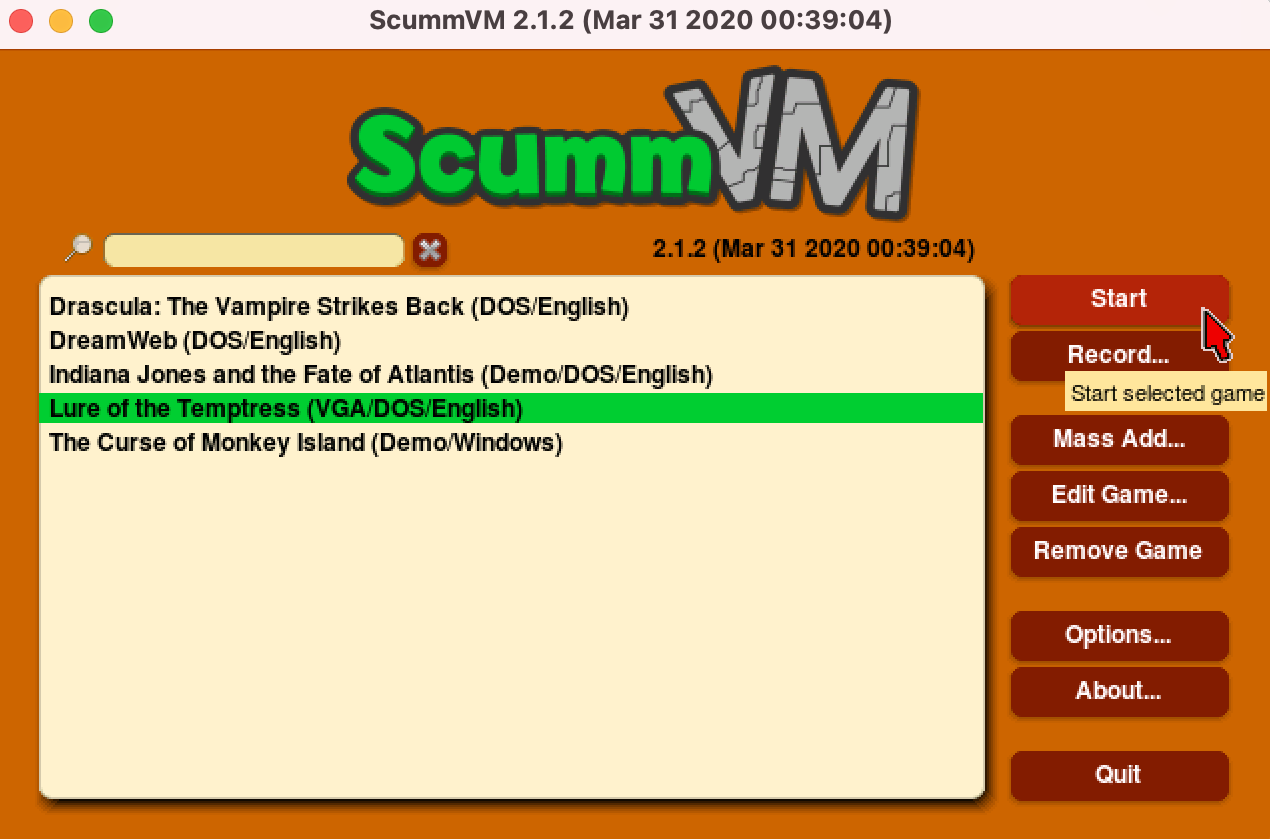 ScummVM 2.1.2 (Mar 31 2020 00:39:04)
ScummVM
2.1.2 (Mar 31 2020 00:39:04)
Drascula: The Vampire Strikes Back (DOS/English)
DreamWeb (DOS/English)
Indiana Jones and the Fate of Atlantis (Demo/DOS/English)
Lure of the Temptress (VGA/DOS/English)
The Curse of Monkey Island (Demo/Windows)
Start
Record...
Start selected game
Mass Add...
Edit Game...
Remove Game
Options...
About...
Quit